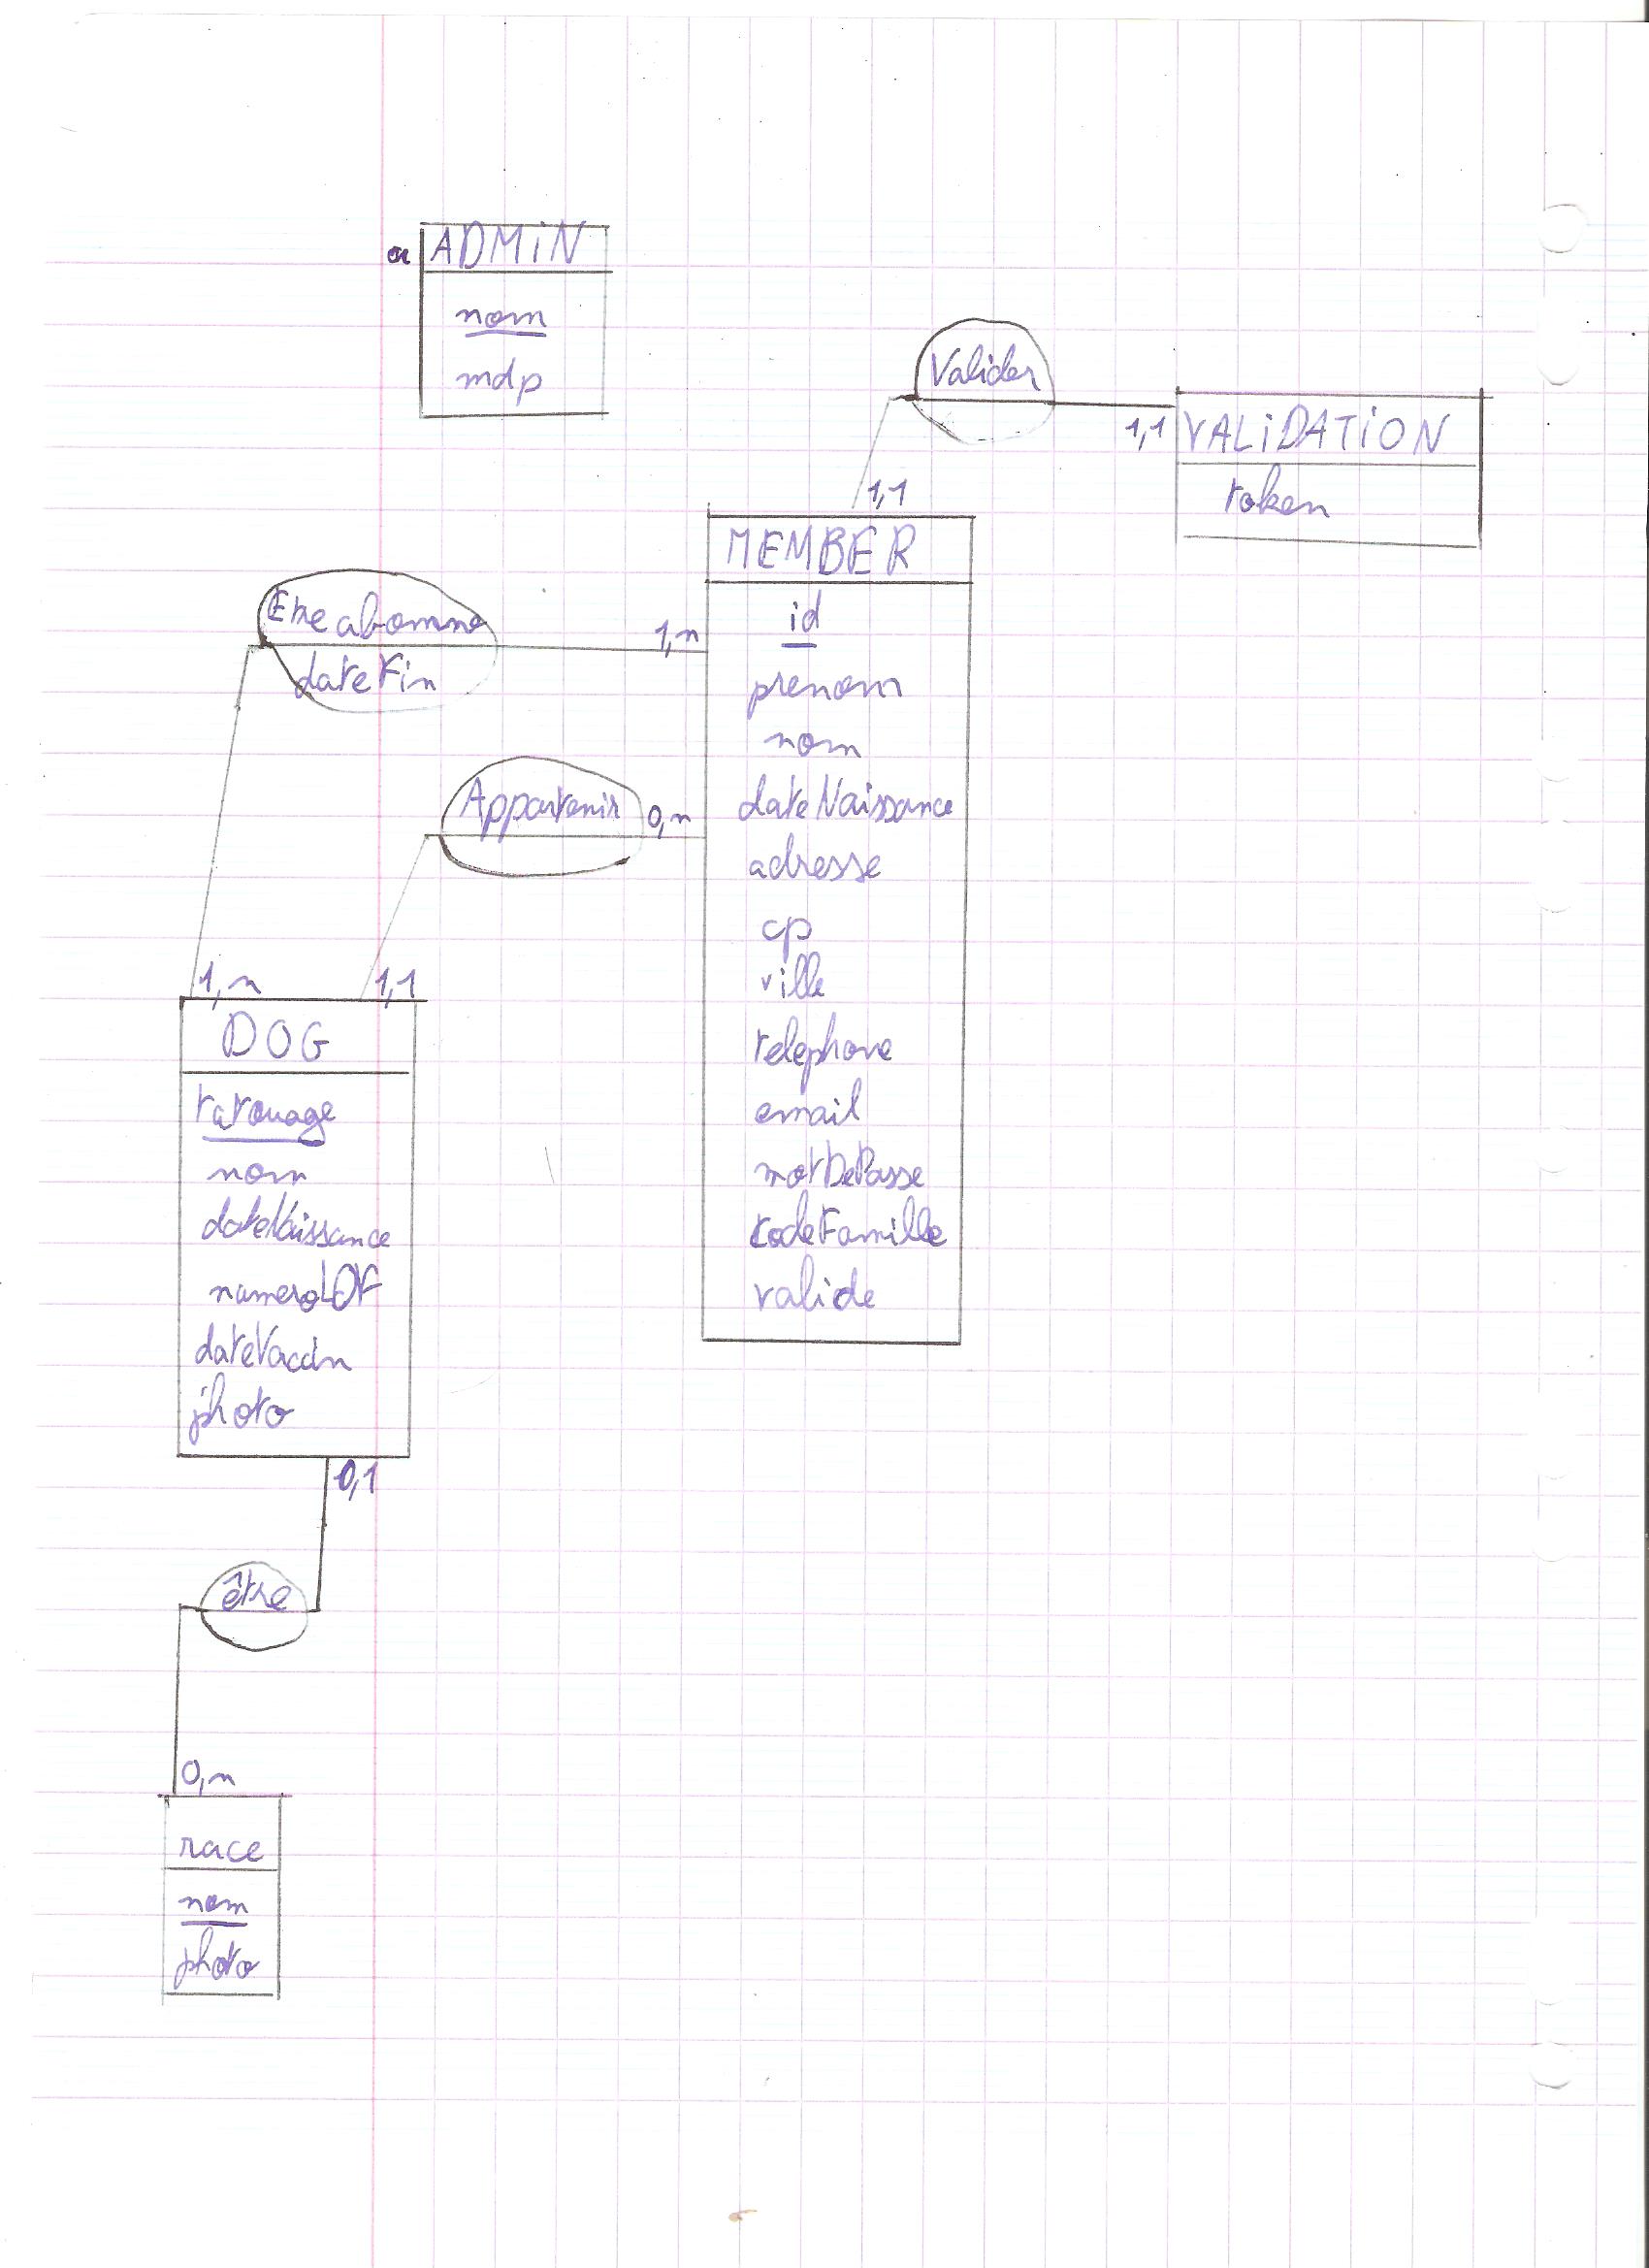 ADMiN
nom
mdp
Valider
1,1
VALiDATiON
token
1,1
MEMBER
id
prenom
nom
dateNaissance
adresse
cp
ville
telephone
email
motDePasse
codeFamille
valide
Etre abonne
dateFin
1,n
Appartenir
0,n
1,n
1,1
DOG
tatouage
nom
dateNaissance
numeroLOF
dateVaccin
photo
0,1
être
0,n
race
nom
photo